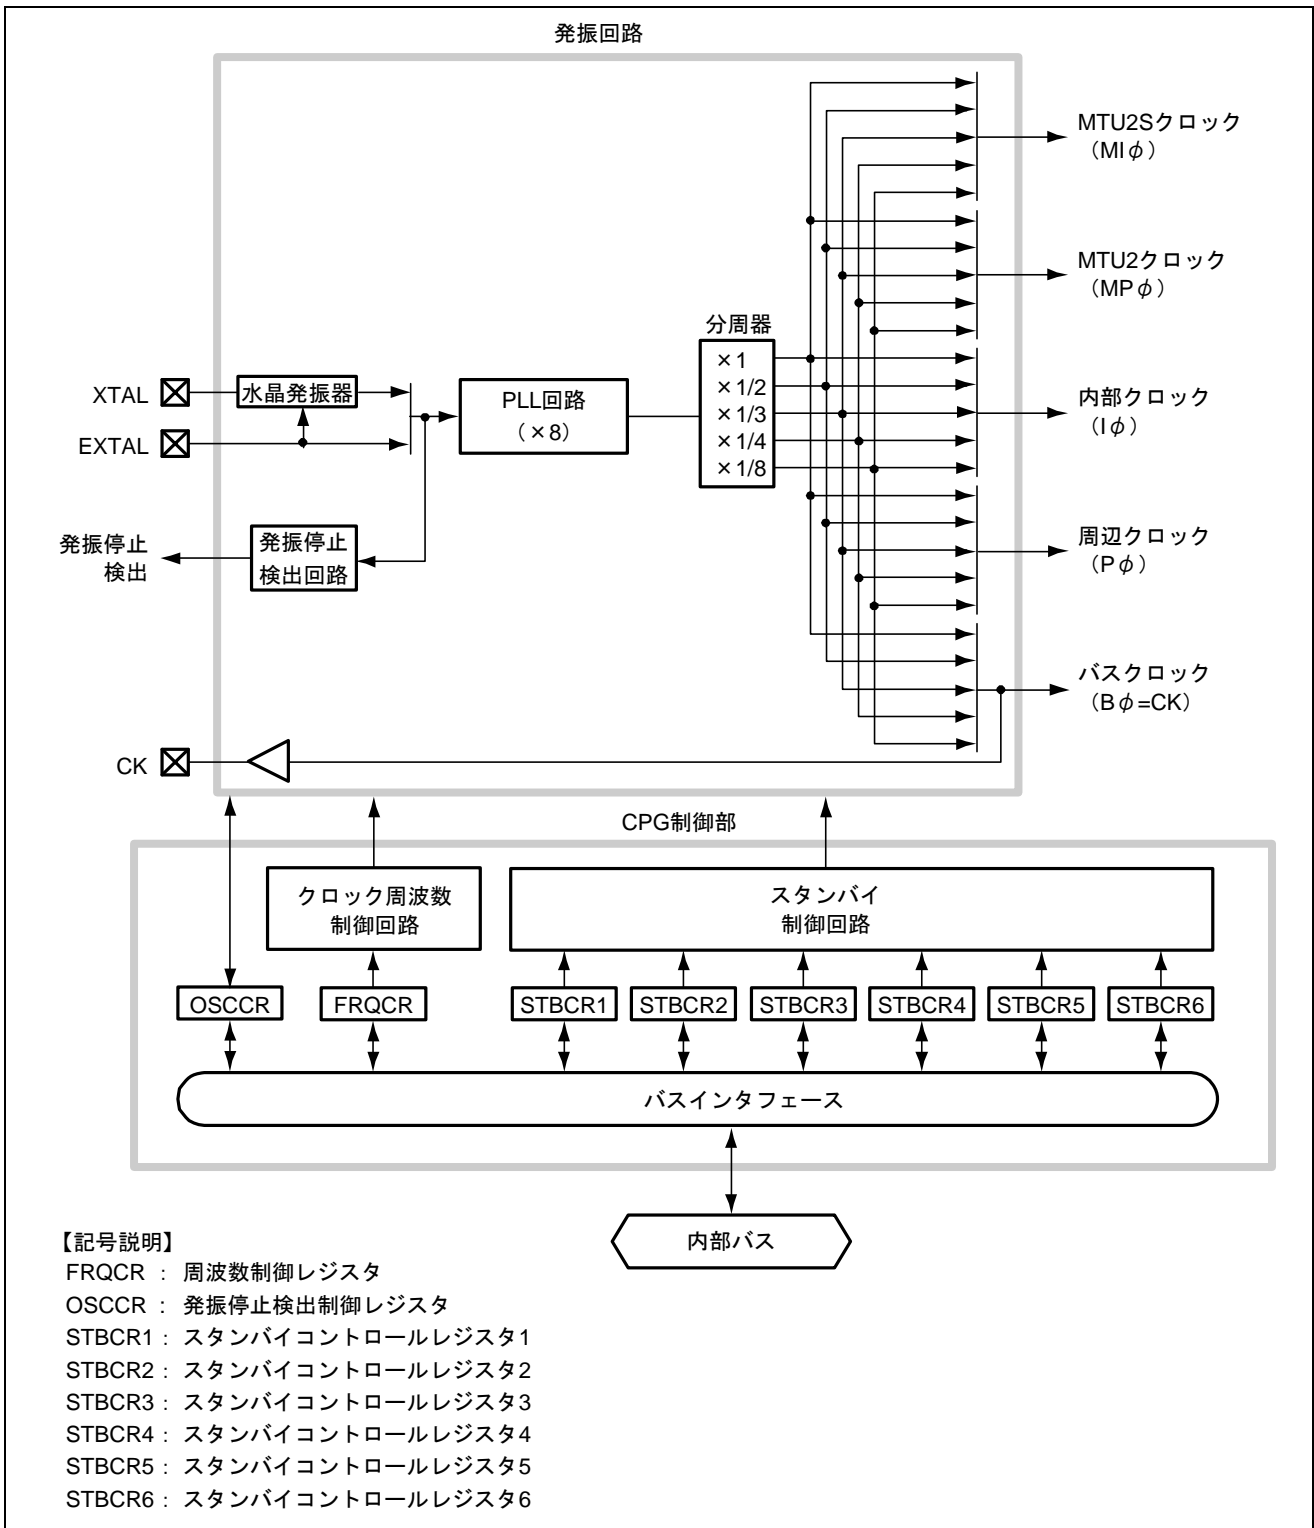 発振回路
MTU2Sクロック
（MIφ）
MTU2クロック
（MPφ）
分周器
×1
×1/2
×1/3
×1/4
×1/8
XTAL
水晶発振器
EXTAL
PLL回路
（×8）
内部クロック
（Iφ）
発振停止
検出
発振停止
検出回路
周辺クロック
（Pφ）
バスクロック
（Bφ=CK）
CK
CPG制御部
クロック周波数
制御回路
スタンバイ
制御回路
OSCCR
FRQCR
STBCR1
STBCR2
STBCR3
STBCR4
STBCR5
STBCR6
バスインタフェース
内部バス
【記号説明】
FRQCR ： 周波数制御レジスタ
OSCCR ： 発振停止検出制御レジスタ
STBCR1： スタンバイコントロールレジスタ1
STBCR2： スタンバイコントロールレジスタ2
STBCR3： スタンバイコントロールレジスタ3
STBCR4： スタンバイコントロールレジスタ4
STBCR5： スタンバイコントロールレジスタ5
STBCR6： スタンバイコントロールレジスタ6